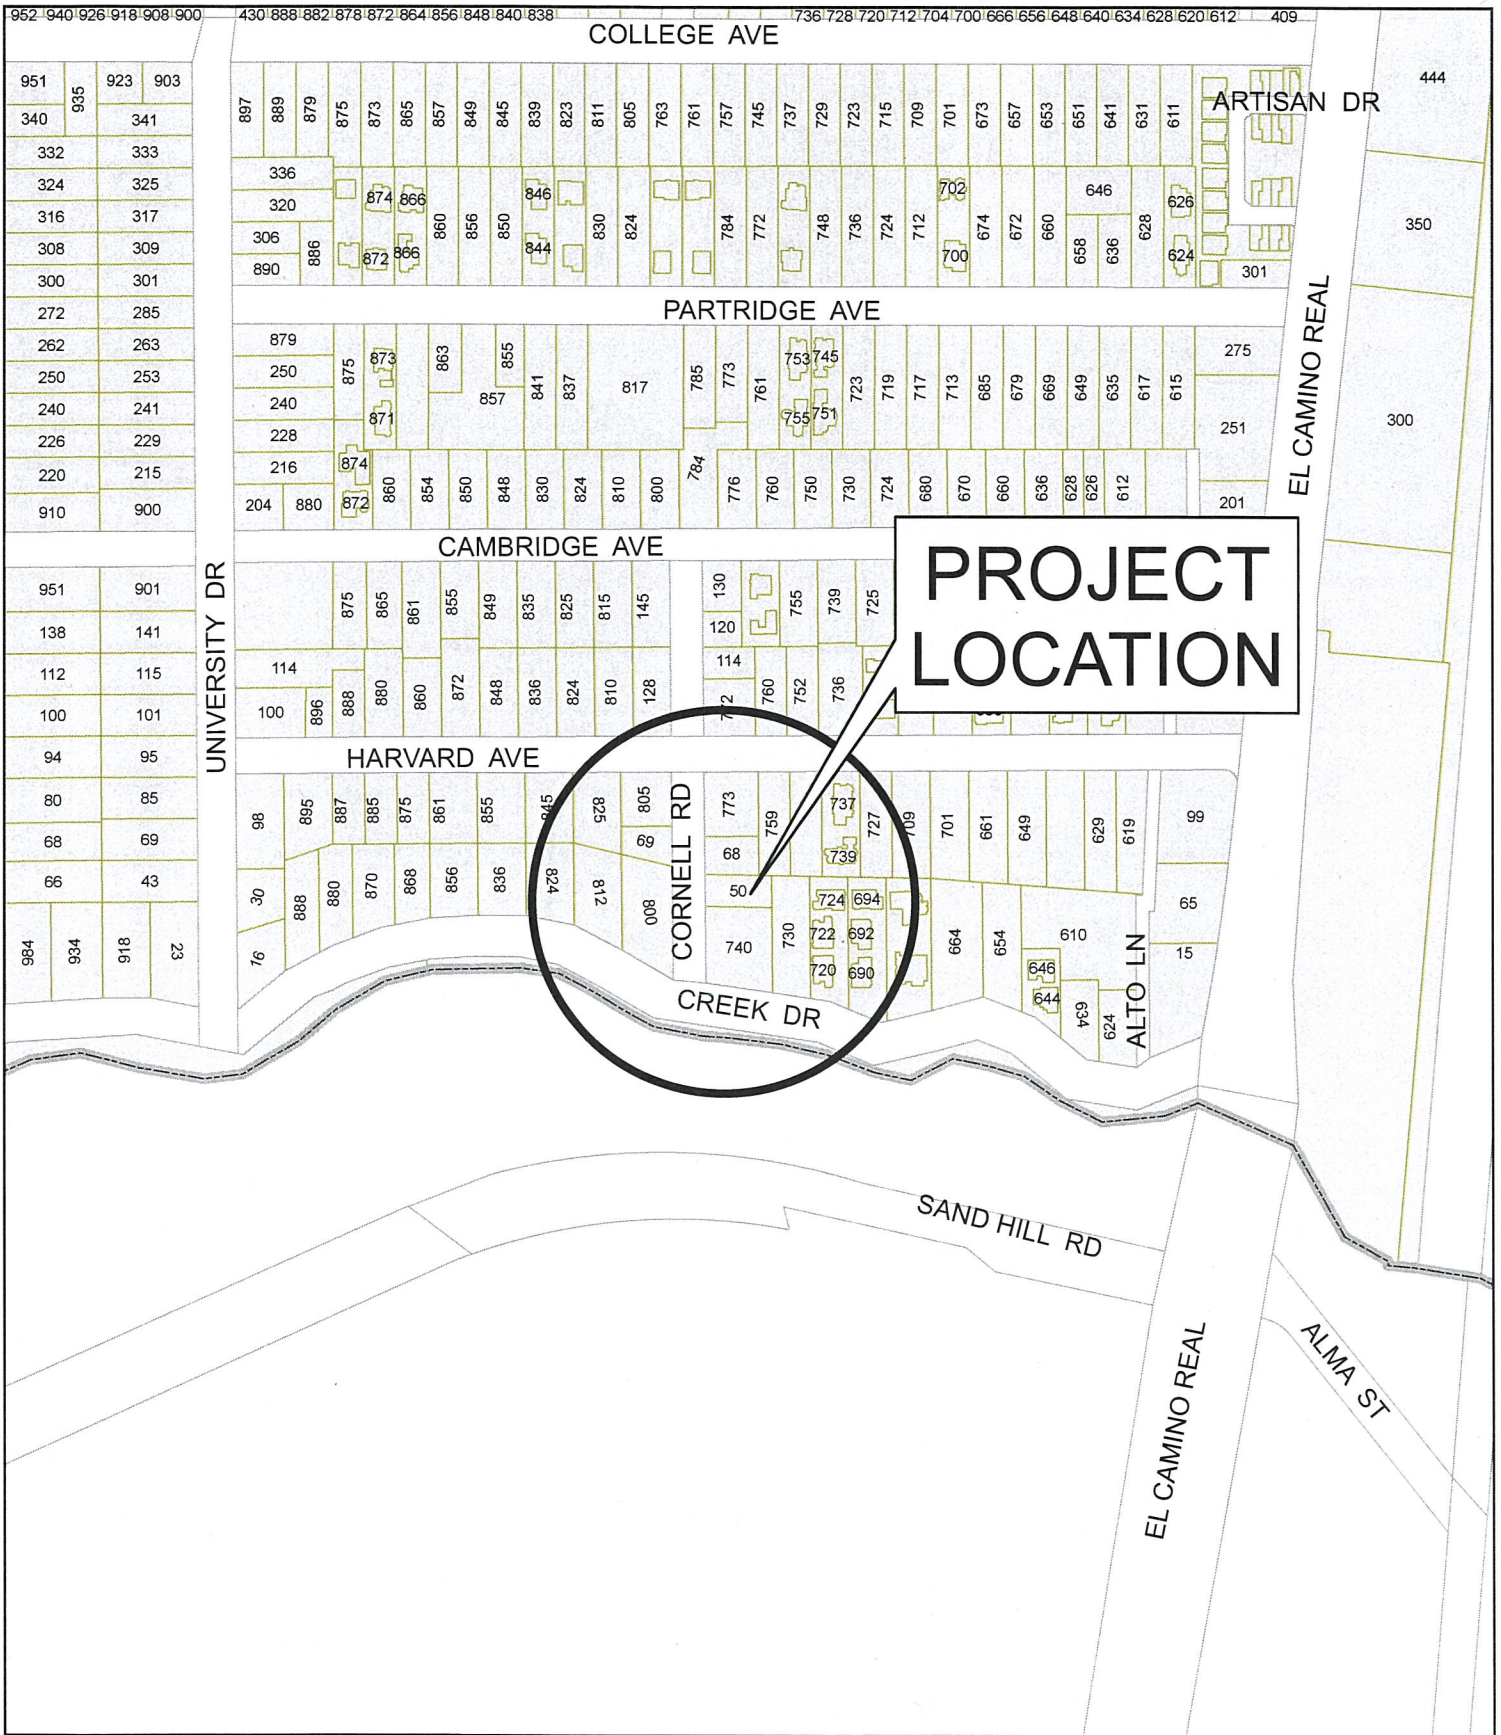 952 940 926 918 908 900 430 888 882 878 872 864 856 848 840 838 736 728 720 712 704 700 666 656 648 640 634 628 620 612 409
COLLEGE AVE
951 935 923 903 897 889 879 875 873 865 857 849 845 839 823 811 805 763 761 757 745 737 729 723 715 709 701 673 657 653 651 641 631 611 444
ARTISAN DR
340 341
332 333
336
324 325 874 866 846 702 646 626
320
316 317 860 856 850 830 824 784 772 748 736 724 712 674 672 660 628 350
306 886
308 309 872 866 844 700 658 636 624
890 301
300 301
PARTRIDGE AVE
EL CAMINO REAL
272 285
879
262 263 875 873 863 855 753 745 275
250 253 250 857 841 837 817 785 773 761 723 719 717 713 685 679 669 649 635 617 615
240 241 240 871 755 751 251 300
226 229 228
220 215 216 874 784
860 854 850 848 830 824 810 800 776 760 750 730 724 680 670 660 636 628 626 612
910 900 204 880 872 201
CAMBRIDGE AVE
PROJECT
LOCATION
UNIVERSITY DR
951 901 875 865 861 855 849 835 825 815 145 130 755 739 725
138 141 120
112 115 114 114
888 880 860 872 848 836 824 810 128 760 752 736
100 101 100 896 772
HARVARD AVE
94 95
80 85 98 895 887 885 875 861 855 845 825 805 773 759 737 727 709 701 661 649 629 619 99
CORNELL RD
68 69 69 68 739
66 43 30 888 880 870 868 856 836 824 812 800 50 724 694 65
984 934 918 23 16 740 730 722 692 664 654 610 15
720 690 646
644 634 624
ALTO LN
CREEK DR
SAND HILL RD
EL CAMINO REAL
ALMA ST